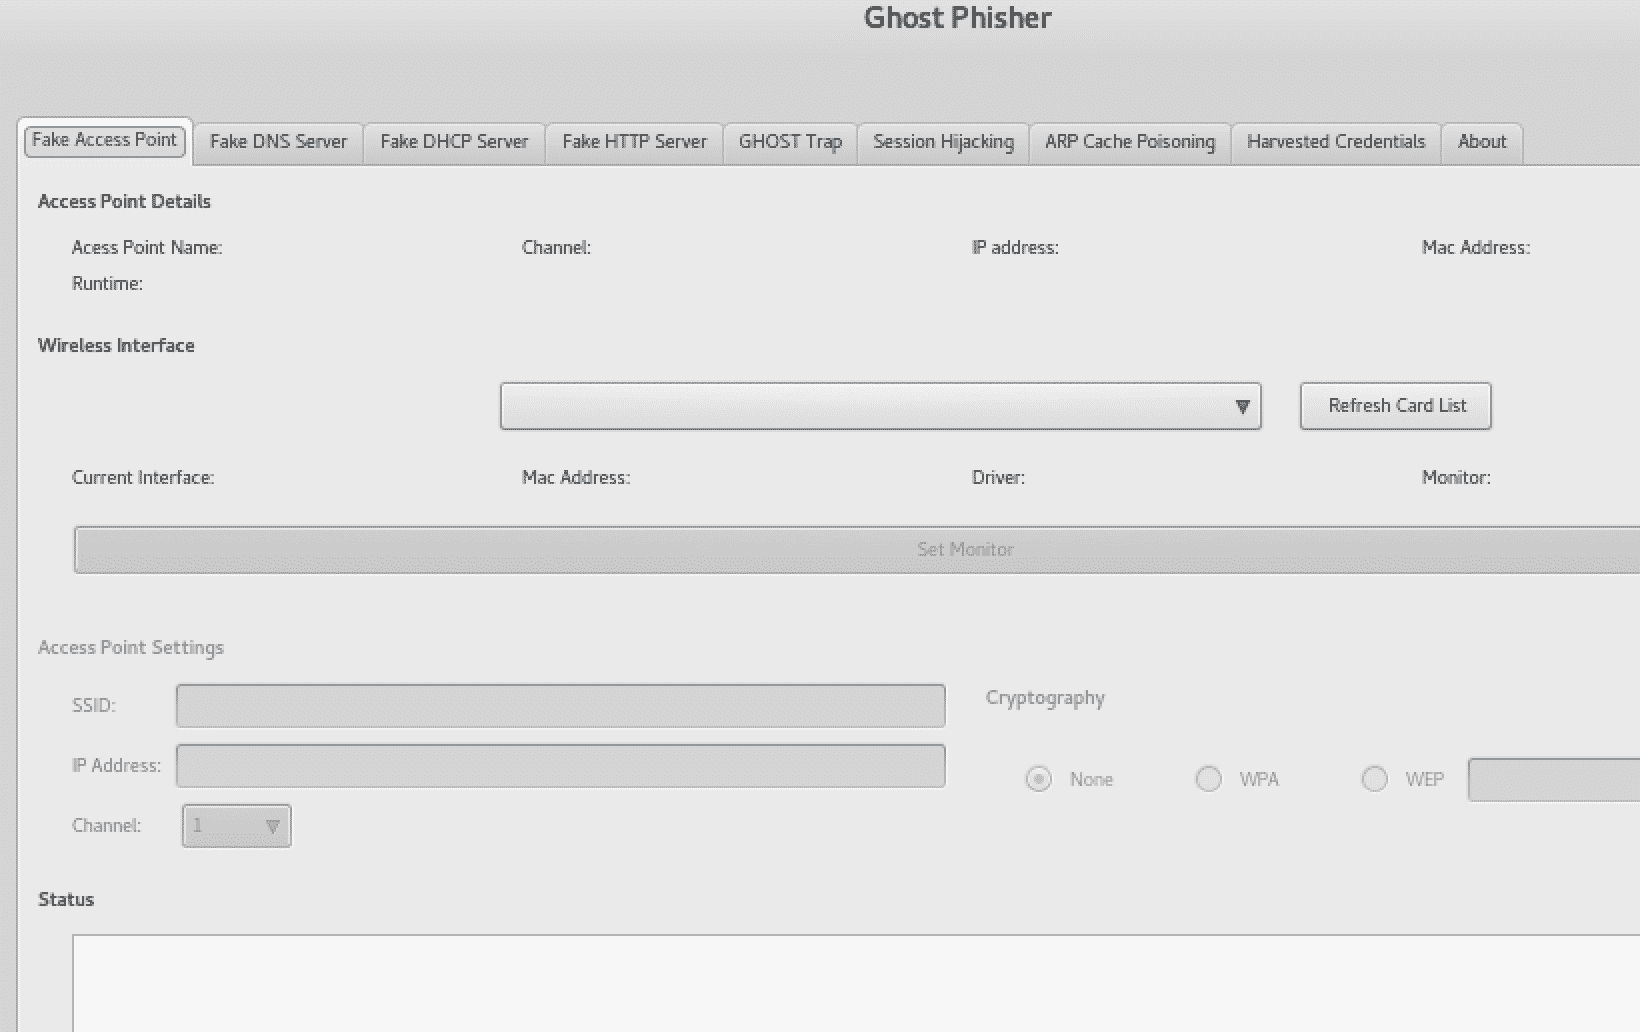 Ghost Phisher
Fake Access Point Fake DNS Server Fake DHCP Server Fake HTTP Server GHOST Trap Session Hijacking ARP Cache Poisoning Harvested Credentials About
Access Point Details
Acess Point Name: Channel: IP address: Mac Address:
Runtime:
Wireless Interface
Refresh Card List
Current Interface: Mac Address: Driver: Monitor:
Set Monitor
Access Point Settings
SSID: Cryptography
IP Address: None WPA WEP
Channel: 1
Status